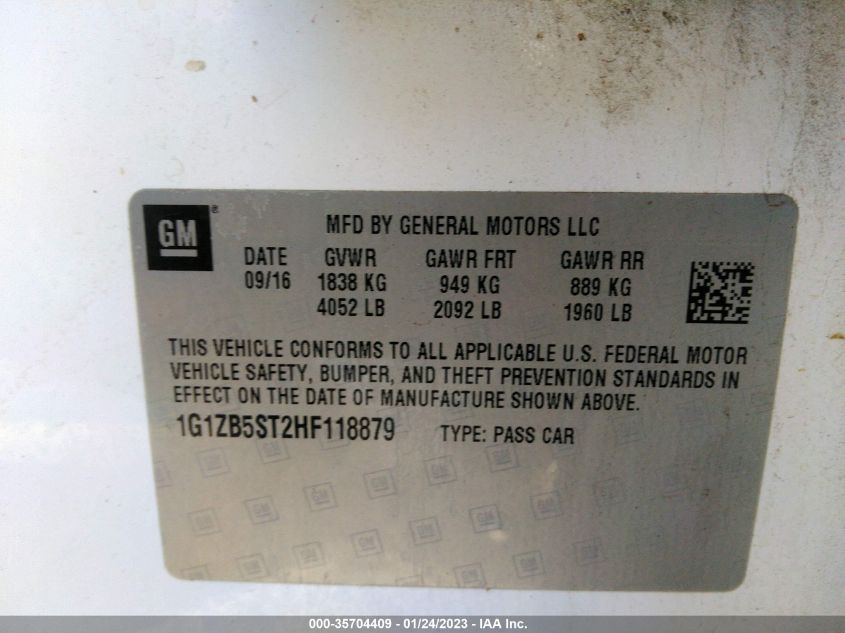 GM®
MFD BY GENERAL MOTORS LLC
DATE GVWR GAWR FRT GAWR RR
09/16 1838 KG 949 KG 889 KG
4052 LB 2092 LB 1960 LB
THIS VEHICLE CONFORMS TO ALL APPLICABLE U.S. FEDERAL MOTOR
VEHICLE SAFETY, BUMPER, AND THEFT PREVENTION STANDARDS IN
EFFECT ON THE DATE OF MANUFACTURE SHOWN ABOVE.
1G1ZB5ST2HF118879 TYPE: PASS CAR
000-35704409 - 01/24/2023 - IAA Inc.